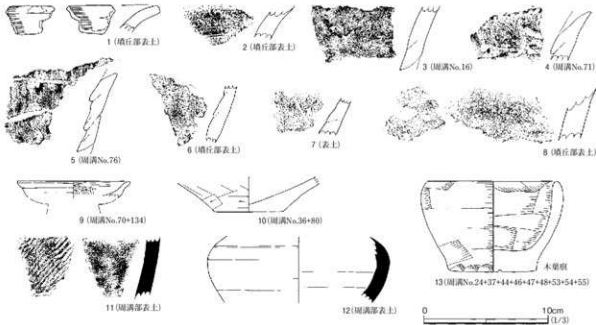 1 (墳丘部表土)
2 (墳丘部表土)
3 (周溝No.16)
4 (周溝No.71)
5 (周溝No.76)
6 (墳丘部表土)
7 (表土)
8 (墳丘部表土)
9 (周溝No.70+134)
10 (周溝No.36+80)
11 (周溝部表土)
12 (周溝部表土)
木葉痕
13 (周溝No.24+37+44+46+47+48+53+54+55)
0 10cm
(1/3)